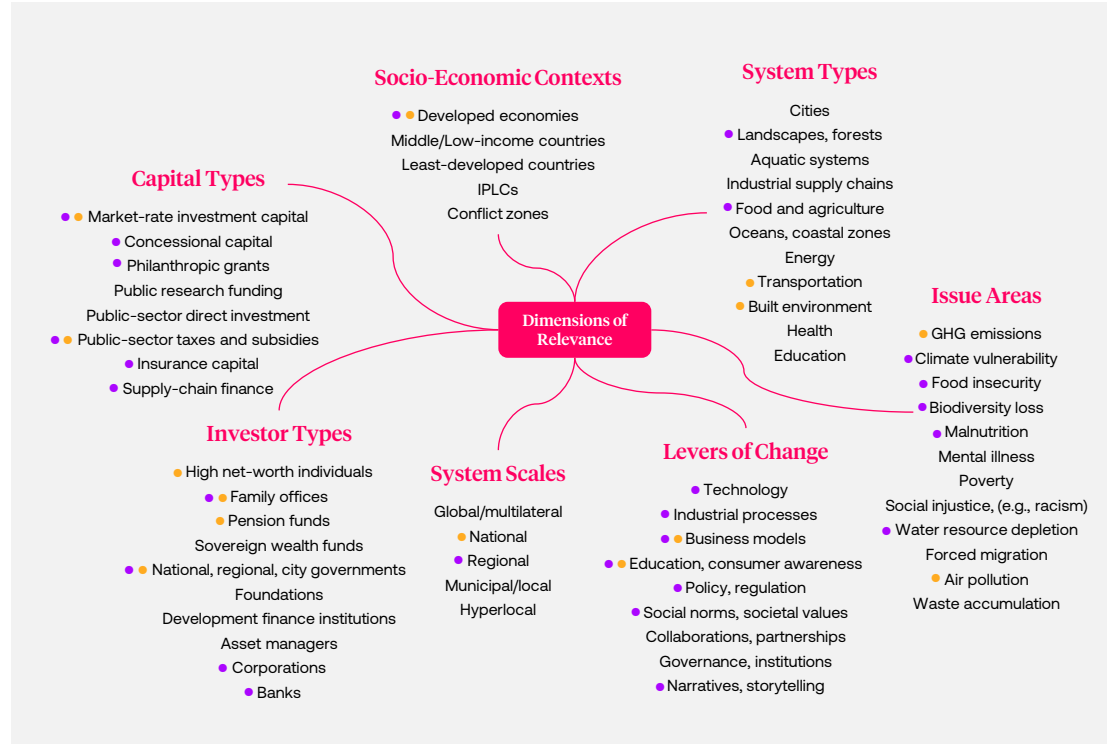 Socio-Economic Contexts
Developed economies
Middle/Low-income countries
Least-developed countries
IPLCs
Conflict zones
System Types
Cities
Landscapes, forests
Aquatic systems
Industrial supply chains
Food and agriculture
Oceans, coastal zones
Energy
Transportation
Built environment
Health
Education
Capital Types
Market-rate investment capital
Concessional capital
Philanthropic grants
Public research funding
Public-sector direct investment
Public-sector taxes and subsidies
Insurance capital
Supply-chain finance
Dimensions of
Relevance
Issue Areas
GHG emissions
Climate vulnerability
Food insecurity
Biodiversity loss
Malnutrition
Mental illness
Poverty
Social injustice, (e.g., racism)
Water resource depletion
Forced migration
Air pollution
Waste accumulation
Investor Types
High net-worth individuals
Family offices
Pension funds
Sovereign wealth funds
National, regional, city governments
Foundations
Development finance institutions
Asset managers
Corporations
Banks
System Scales
Global/multilateral
National
Regional
Municipal/local
Hyperlocal
Levers of Change
Technology
Industrial processes
Business models
Education, consumer awareness
Policy, regulation
Social norms, societal values
Collaborations, partnerships
Governance, institutions
Narratives, storytelling